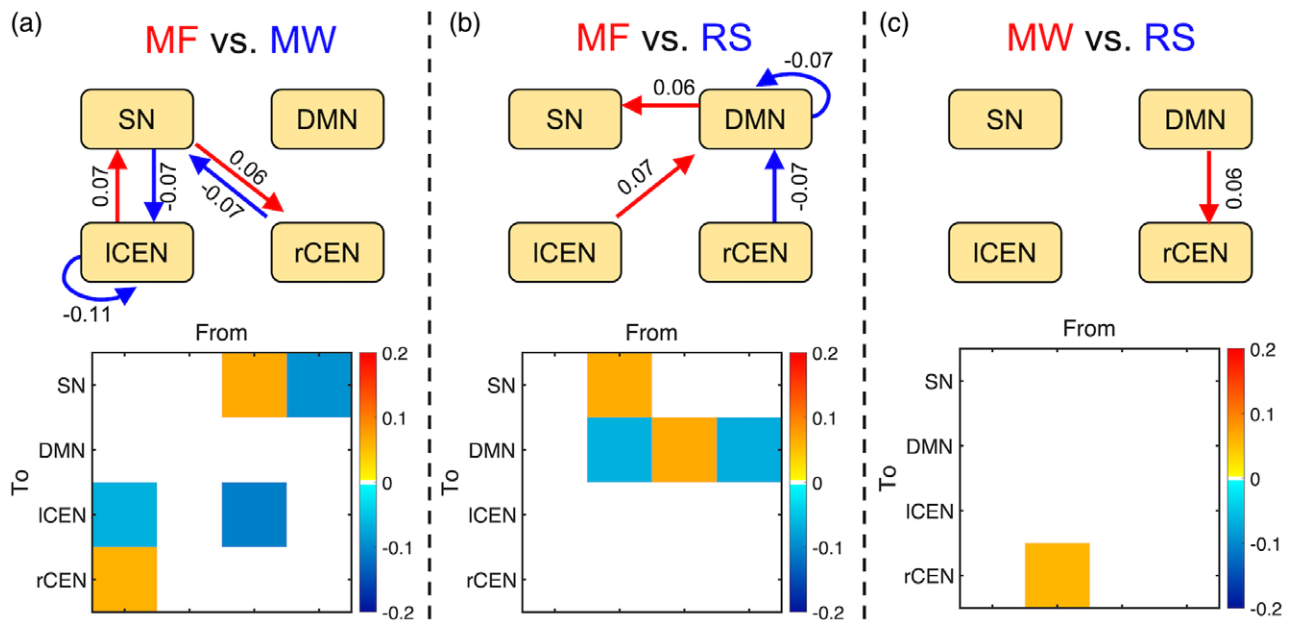 (a)
MF vs. MW
SN
DMN
lCEN
rCEN
0.07
-0.07
0.06
-0.07
-0.11
From
To
SN
DMN
lCEN
rCEN
0.2
0.1
0
-0.1
-0.2
(b)
MF vs. RS
SN
DMN
lCEN
rCEN
0.06
-0.07
0.07
-0.07
From
To
SN
DMN
lCEN
rCEN
0.2
0.1
0
-0.1
-0.2
(c)
MW vs. RS
SN
DMN
lCEN
rCEN
0.06
From
To
SN
DMN
lCEN
rCEN
0.2
0.1
0
-0.1
-0.2